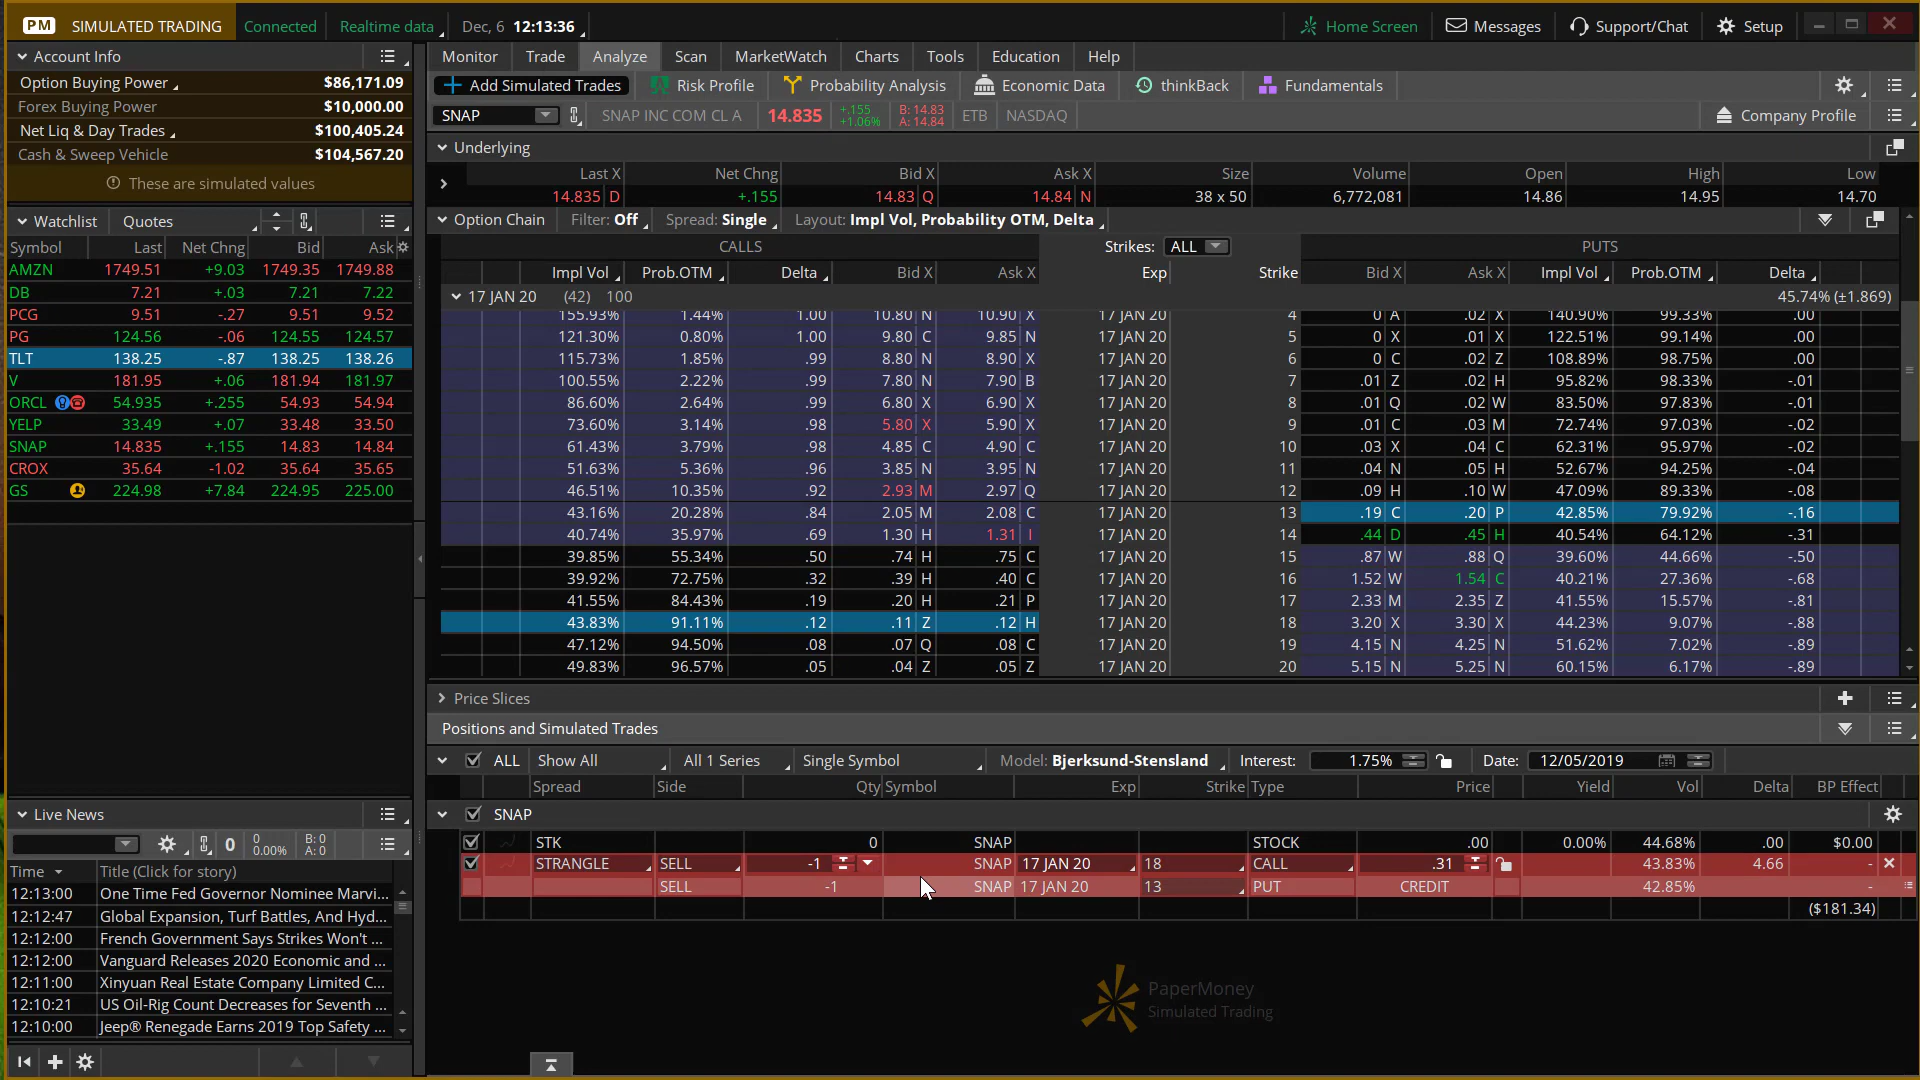 PM SIMULATED TRADING Connected Realtime data Dec, 6 12:13:36 Home Screen Messages Support/Chat Setup
Account Info
Option Buying Power $86,171.09
Forex Buying Power $10,000.00
Net Liq & Day Trades $100,405.24
Cash & Sweep Vehicle $104,567.20
These are simulated values
Watchlist Quotes
Symbol Last Net Chng Bid Ask
AMZN 1749.51 +9.03 1749.35 1749.88
DB 7.21 +.03 7.21 7.22
PCG 9.51 -.27 9.51 9.52
PG 124.56 -.06 124.55 124.57
TLT 138.25 -.87 138.25 138.26
V 181.95 +.06 181.94 181.97
ORCL 54.935 +.255 54.93 54.94
YELP 33.49 +.07 33.48 33.50
SNAP 14.835 +.155 14.83 14.84
CROX 35.64 -1.02 35.64 35.65
GS 224.98 +7.84 224.95 225.00
Live News
0 0 0.00% B: 0 A: 0
Time Title (Click for story)
12:13:00 One Time Fed Governor Nominee Marvi...
12:12:47 Global Expansion, Turf Battles, And Hyd...
12:12:00 French Government Says Strikes Won't ...
12:12:00 Vanguard Releases 2020 Economic and ...
12:11:00 Xinyuan Real Estate Company Limited C...
12:10:21 US Oil-Rig Count Decreases for Seventh ...
12:10:00 Jeep® Renegade Earns 2019 Top Safety ...
Monitor Trade Analyze Scan MarketWatch Charts Tools Education Help
Add Simulated Trades Risk Profile Probability Analysis Economic Data thinkBack Fundamentals
SNAP SNAP INC COM CL A 14.835 +.155 +1.06% B: 14.83 A: 14.84 ETB NASDAQ Company Profile
Underlying
Last X Net Chng Bid X Ask X Size Volume Open High Low
14.835 D +.155 14.83 Q 14.84 N 38 x 50 6,772,081 14.86 14.95 14.70
Option Chain Filter: Off Spread: Single Layout: Impl Vol, Probability OTM, Delta
CALLS Strikes: ALL PUTS
Impl Vol Prob.OTM Delta Bid X Ask X Exp Strike Bid X Ask X Impl Vol Prob.OTM Delta
17 JAN 20 (42) 100 45.74% (±1.869)
155.93% 1.44% 1.00 10.80 N 10.90 X 17 JAN 20 4 0 A .02 X 140.90% 99.33% .00
121.30% 0.80% 1.00 9.80 C 9.85 N 17 JAN 20 5 0 X .01 X 122.51% 99.14% .00
115.73% 1.85% .99 8.80 N 8.90 X 17 JAN 20 6 0 C .02 Z 108.89% 98.75% .00
100.55% 2.22% .99 7.80 N 7.90 B 17 JAN 20 7 .01 Z .02 H 95.82% 98.33% -.01
86.60% 2.64% .99 6.80 X 6.90 X 17 JAN 20 8 .01 Q .02 W 83.50% 97.83% -.01
73.60% 3.14% .98 5.80 X 5.90 X 17 JAN 20 9 .01 C .03 M 72.74% 97.03% -.02
61.43% 3.79% .98 4.85 C 4.90 C 17 JAN 20 10 .03 X .04 C 62.31% 95.97% -.02
51.63% 5.36% .96 3.85 N 3.95 N 17 JAN 20 11 .04 N .05 H 52.67% 94.25% -.04
46.51% 10.35% .92 2.93 M 2.97 Q 17 JAN 20 12 .09 H .10 W 47.09% 89.33% -.08
43.16% 20.28% .84 2.05 M 2.08 C 17 JAN 20 13 .19 C .20 P 42.85% 79.92% -.16
40.74% 35.97% .69 1.30 H 1.31 I 17 JAN 20 14 .44 D .45 H 40.54% 64.12% -.31
39.85% 55.34% .50 .74 H .75 C 17 JAN 20 15 .87 W .88 Q 39.60% 44.66% -.50
39.92% 72.75% .32 .39 H .40 C 17 JAN 20 16 1.52 W 1.54 C 40.21% 27.36% -.68
41.55% 84.43% .19 .20 H .21 P 17 JAN 20 17 2.33 M 2.35 Z 41.55% 15.57% -.81
43.83% 91.11% .12 .11 Z .12 H 17 JAN 20 18 3.20 X 3.30 X 44.23% 9.07% -.88
47.12% 94.50% .08 .07 Q .08 C 17 JAN 20 19 4.15 N 4.25 N 51.62% 7.02% -.89
49.83% 96.57% .05 .04 Z .05 Z 17 JAN 20 20 5.15 N 5.25 N 60.15% 6.17% -.89
Price Slices
Positions and Simulated Trades
ALL Show All All 1 Series Single Symbol Model: Bjerksund-Stensland Interest: 1.75% Date: 12/05/2019
Spread Side Qty Symbol Exp Strike Type Price Yield Vol Delta BP Effect
SNAP
STK 0 SNAP STOCK .00 0.00% 44.68% .00 $0.00
STRANGLE SELL -1 SNAP 17 JAN 20 18 CALL .31 43.83% 4.66 -
SELL -1 SNAP 17 JAN 20 13 PUT CREDIT 42.85% -
($181.34)
PaperMoney
Simulated Trading